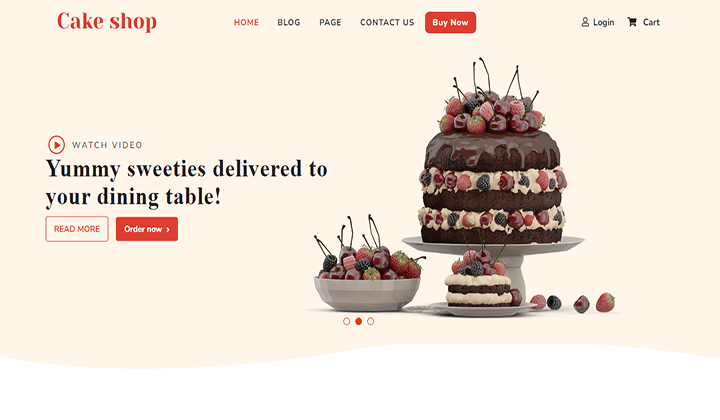 Cake shop
HOME BLOG PAGE CONTACT US Buy Now Login Cart
WATCH VIDEO
Yummy sweeties delivered to
your dining table!
READ MORE Order now ›